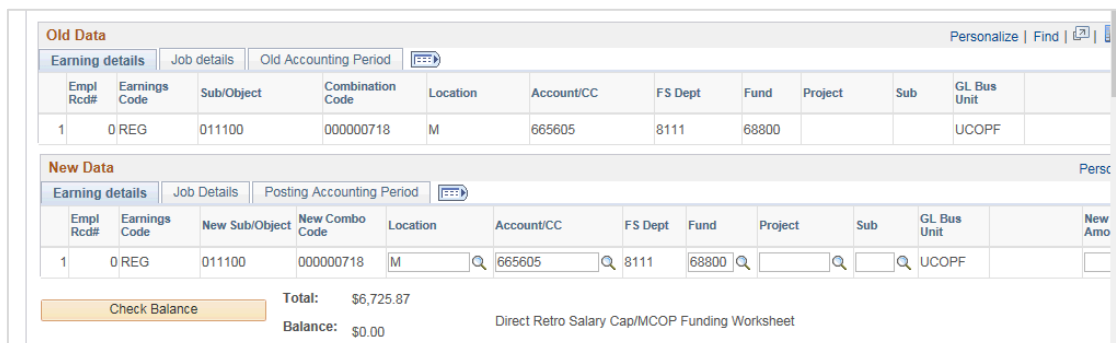 Old Data Personalize | Find |
Earning details Job details Old Accounting Period
Empl Rcd# Earnings Code Sub/Object Combination Code Location Account/CC FS Dept Fund Project Sub GL Bus Unit
1 0 REG 011100 000000718 M 665605 8111 68800 UCOPF
New Data
Earning details Job Details Posting Accounting Period
Empl Rcd# Earnings Code New Sub/Object New Combo Code Location Account/CC FS Dept Fund Project Sub GL Bus Unit New
1 0 REG 011100 000000718 M 665605 8111 68800 UCOPF
Check Balance Total: $6,725.87
Balance: $0.00 Direct Retro Salary Cap/MCOP Funding Worksheet